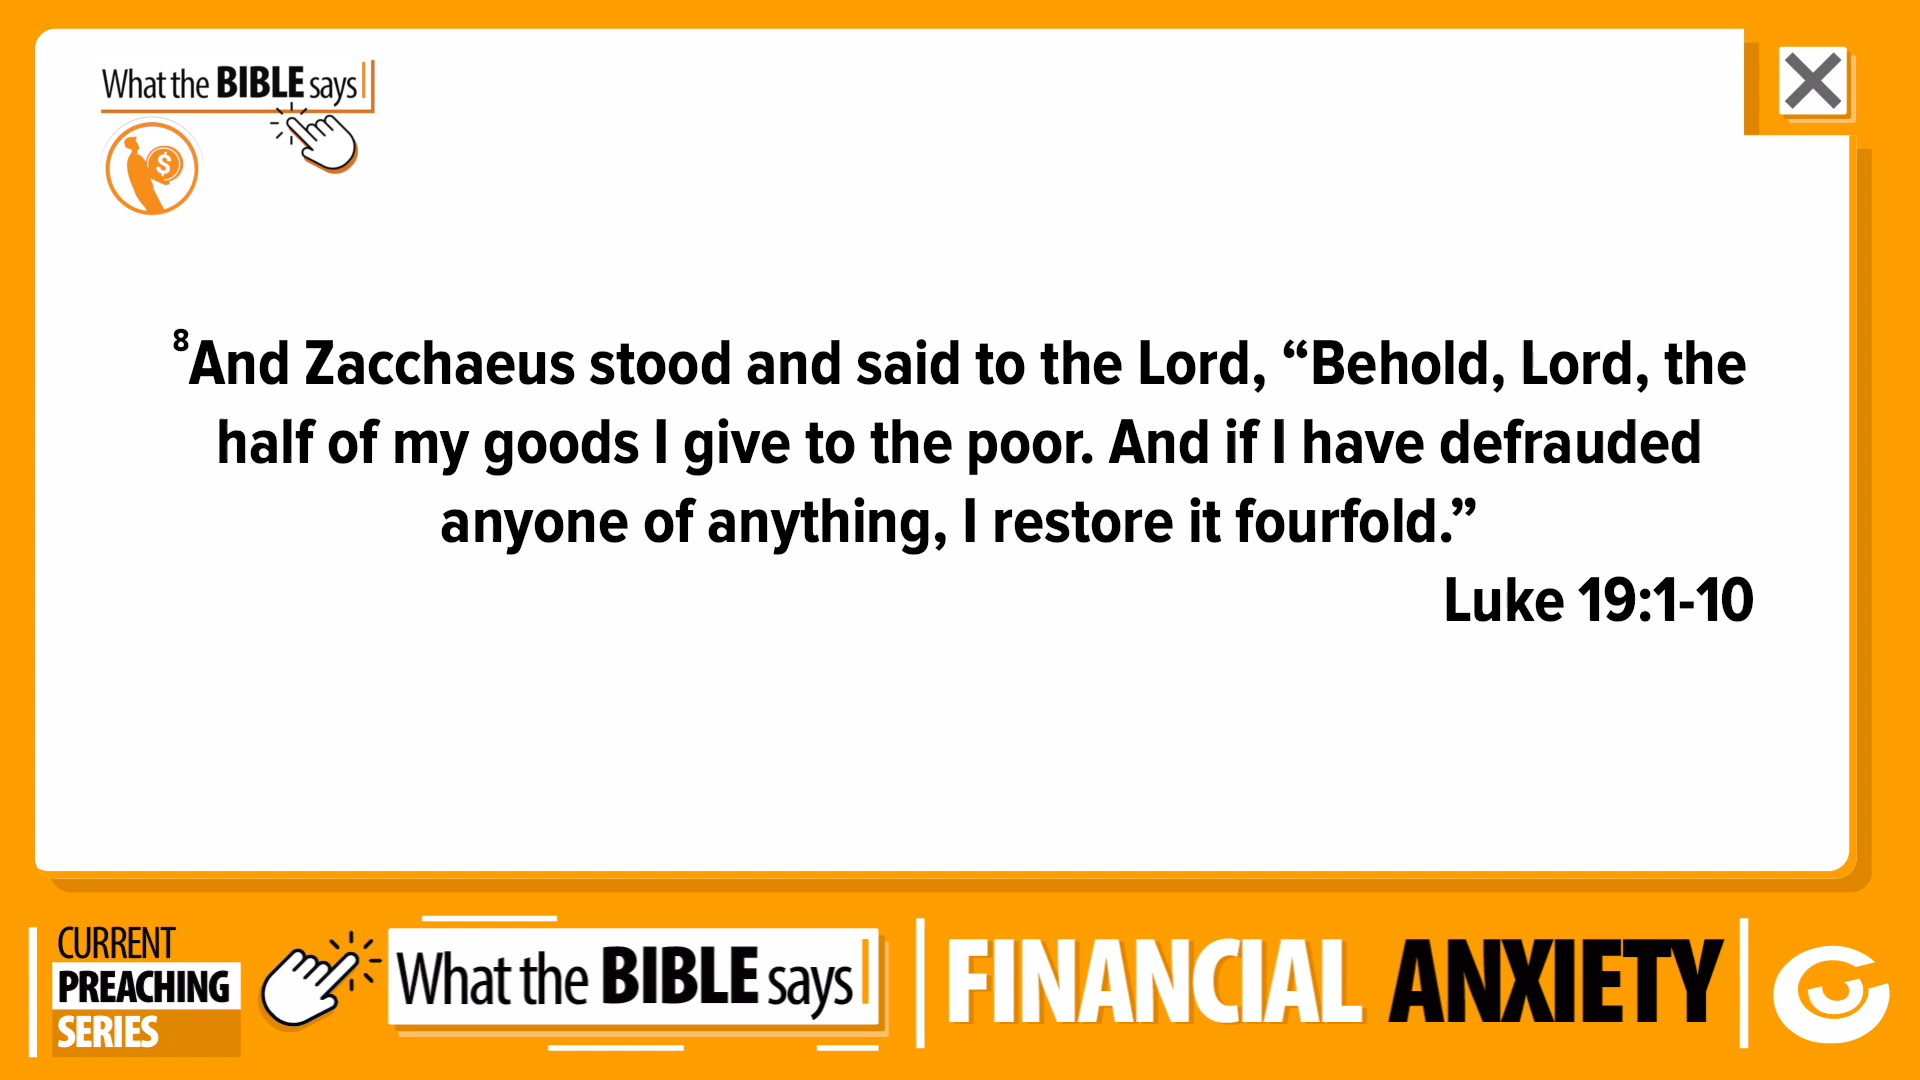 What the BIBLE says
$
⁸And Zacchaeus stood and said to the Lord, “Behold, Lord, the
half of my goods I give to the poor. And if I have defrauded
anyone of anything, I restore it fourfold.”
Luke 19:1-10
CURRENT
PREACHING
SERIES
What the BIBLE says
FINANCIAL ANXIETY